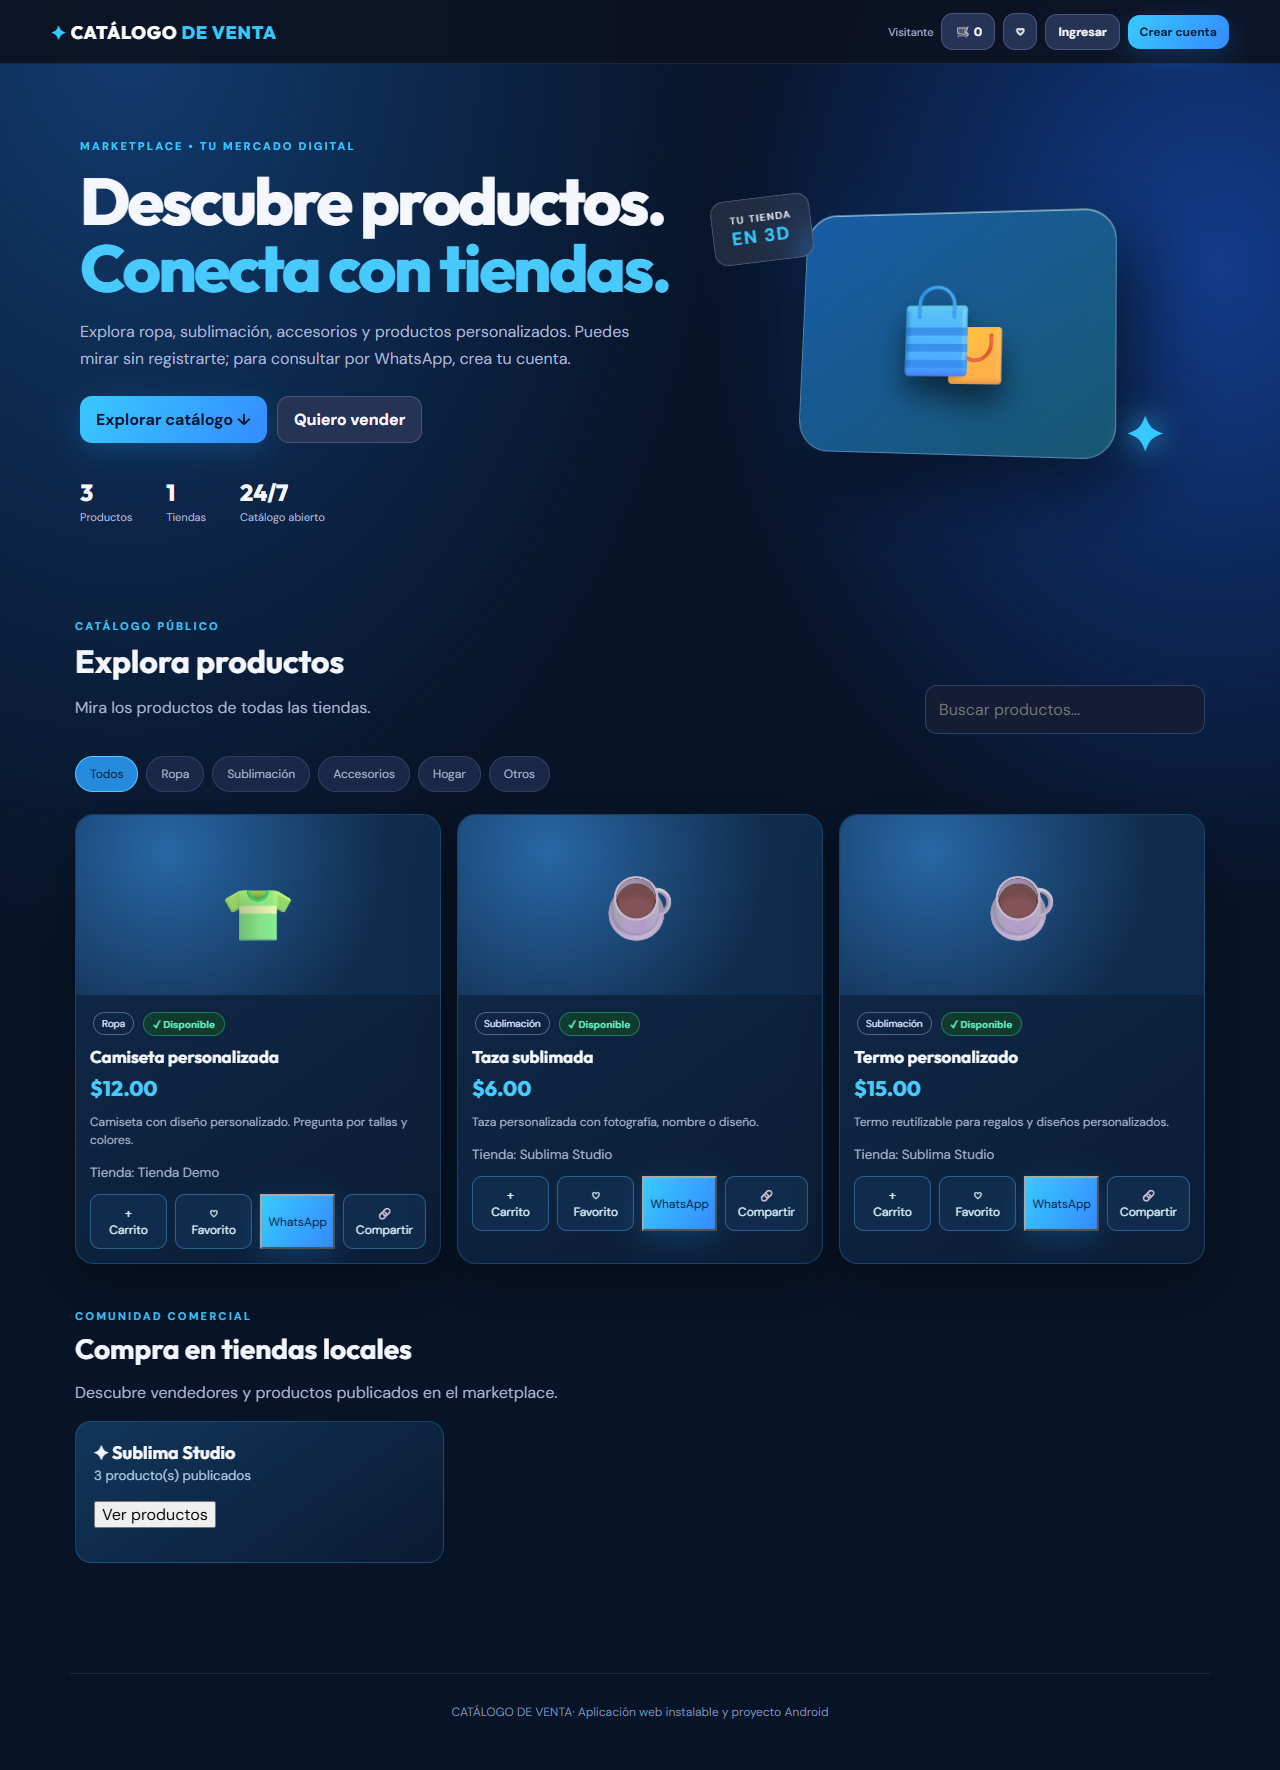 ✦ CATÁLOGO DE VENTA
Visitante
🛒 0
♡
Ingresar
Crear cuenta
MARKETPLACE • TU MERCADO DIGITAL
Descubre productos.
Conecta con tiendas.
Explora ropa, sublimación, accesorios y productos personalizados. Puedes
mirar sin registrarte; para consultar por WhatsApp, crea tu cuenta.
Explorar catálogo ↓
Quiero vender
3
Productos
1
Tiendas
24/7
Catálogo abierto
TU TIENDA
EN 3D
CATÁLOGO PÚBLICO
Explora productos
Mira los productos de todas las tiendas.
Buscar productos...
Todos
Ropa
Sublimación
Accesorios
Hogar
Otros
Ropa
✓ Disponible
Camiseta personalizada
$12.00
Camiseta con diseño personalizado. Pregunta por tallas y
colores.
Tienda: Tienda Demo
+
Carrito
♡
Favorito
WhatsApp
🔗
Compartir
Sublimación
✓ Disponible
Taza sublimada
$6.00
Taza personalizada con fotografía, nombre o diseño.
Tienda: Sublima Studio
+
Carrito
♡
Favorito
WhatsApp
🔗
Compartir
Sublimación
✓ Disponible
Termo personalizado
$15.00
Termo reutilizable para regalos y diseños personalizados.
Tienda: Sublima Studio
+
Carrito
♡
Favorito
WhatsApp
🔗
Compartir
COMUNIDAD COMERCIAL
Compra en tiendas locales
Descubre vendedores y productos publicados en el marketplace.
✦ Sublima Studio
3 producto(s) publicados
Ver productos
CATÁLOGO DE VENTA· Aplicación web instalable y proyecto Android